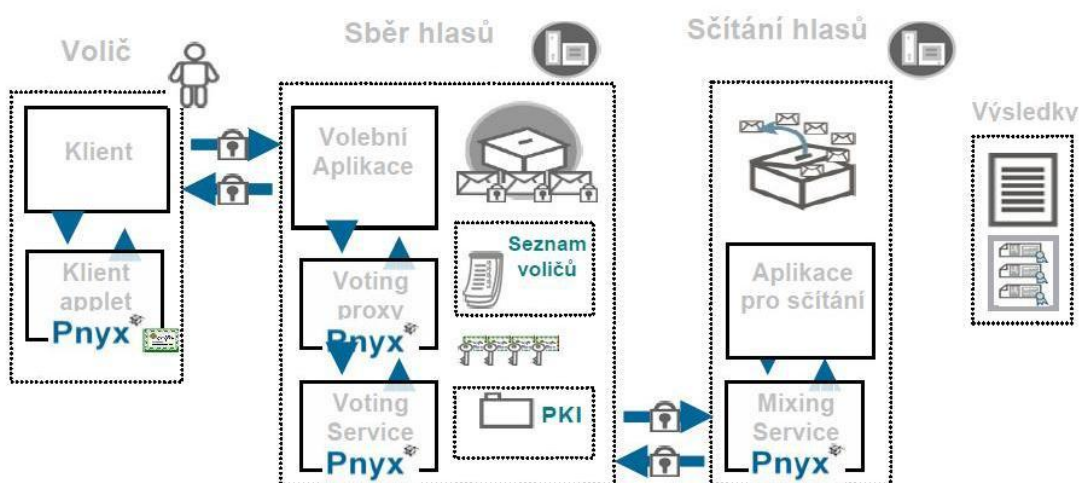 Volič
Sběr hlasů
Sčítání hlasů
Výsledky
Klient
Klient
applet
Pnyx
Volební
Aplikace
Voting
proxy
Pnyx
Voting
Service
Pnyx
Seznam
voličů
PKI
Aplikace
pro sčítání
Mixing
Service
Pnyx